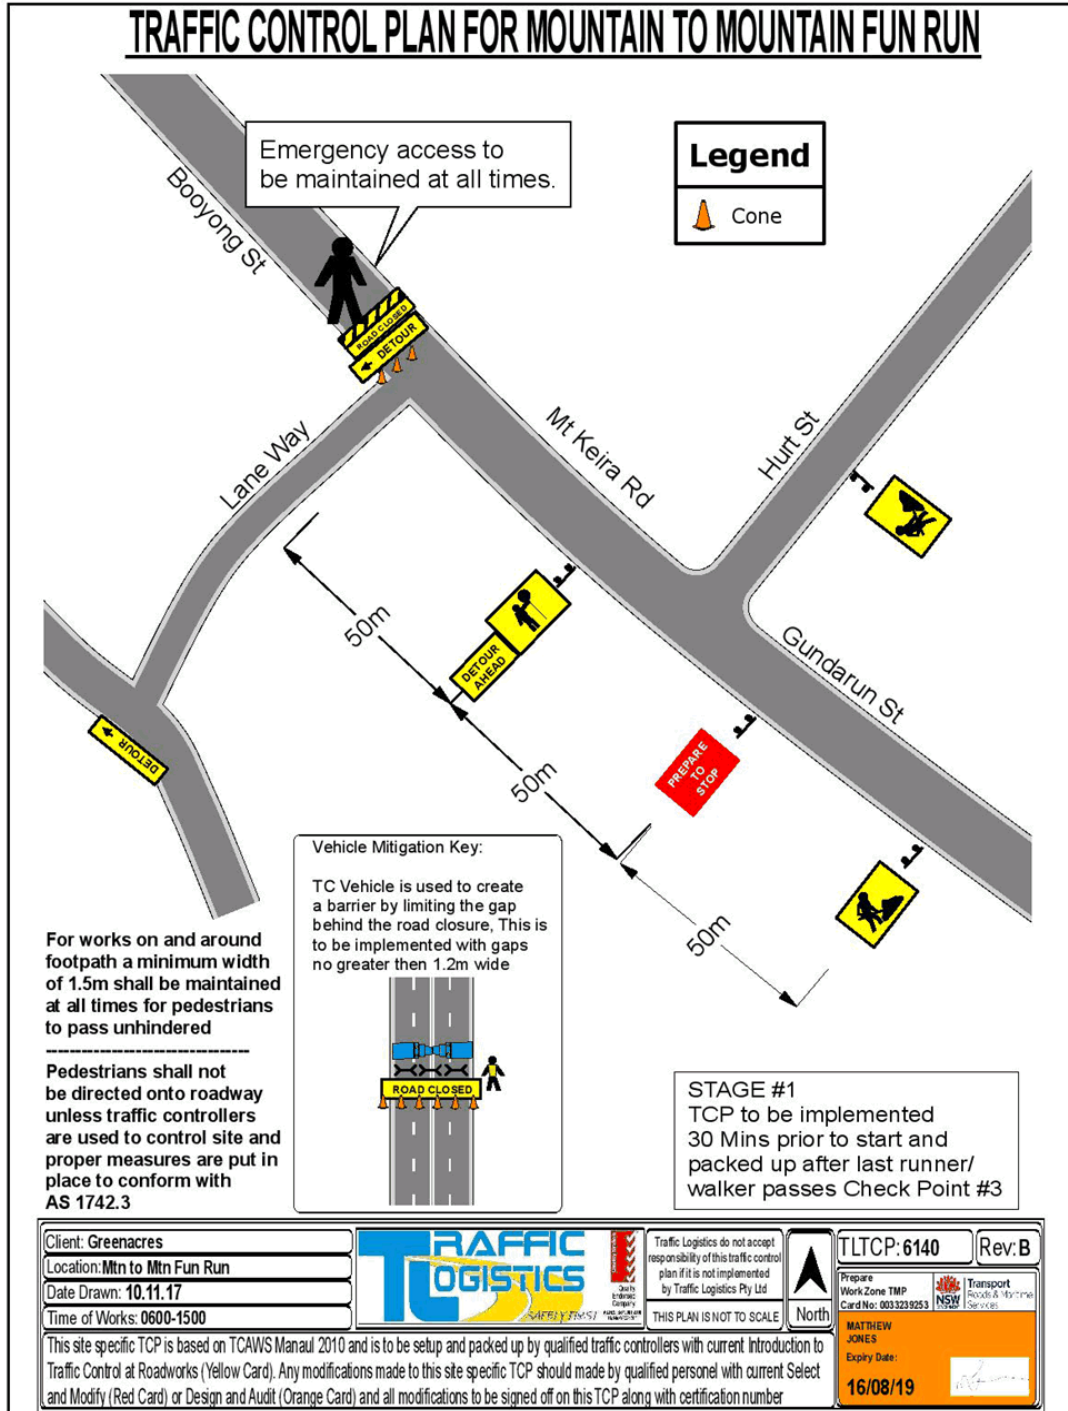 TRAFFIC CONTROL PLAN FOR MOUNTAIN TO MOUNTAIN FUN RUN
Emergency access to
be maintained at all times.
Legend
Cone
Booyong St
ROAD CLOSED
DETOUR
Lane Way
Mt Keira Rd
Hurt St
Gundarun St
50m
DETOUR
AHEAD
50m
PREPARE
TO
STOP
50m
DETOUR
Vehicle Mitigation Key:
TC Vehicle is used to create
a barrier by limiting the gap
behind the road closure, This is
to be implemented with gaps
no greater then 1.2m wide
ROAD CLOSED
For works on and around
footpath a minimum width
of 1.5m shall be maintained
at all times for pedestrians
to pass unhindered
----------------------------------
Pedestrians shall not
be directed onto roadway
unless traffic controllers
are used to control site and
proper measures are put in
place to conform with
AS 1742.3
STAGE #1
TCP to be implemented
30 Mins prior to start and
packed up after last runner/
walker passes Check Point #3
Client: Greenacres
Location: Mtn to Mtn Fun Run
Date Drawn: 10.11.17
Time of Works: 0600-1500
TRAFFIC
LOGISTICS
SAFELY FIRST
Quality
Endorsed
Company
Traffic Logistics do not accept
responsibility of this traffic control
plan if it is not implemented
by Traffic Logistics Pty Ltd
THIS PLAN IS NOT TO SCALE
North
TLTCP: 6140
Rev: B
Prepare
Work Zone TMP
Card No: 0033239253
NSW
Transport
Roads & Maritime
Services
MATTHEW
JONES
Expiry Date:
16/08/19
This site specific TCP is based on TCAWS Manaul 2010 and is to be setup and packed up by qualified traffic controllers with current Introduction to
Traffic Control at Roadworks (Yellow Card). Any modifications made to this site specific TCP should made by qualified personel with current Select
and Modify (Red Card) or Design and Audit (Orange Card) and all modifications to be signed off on this TCP along with certification number